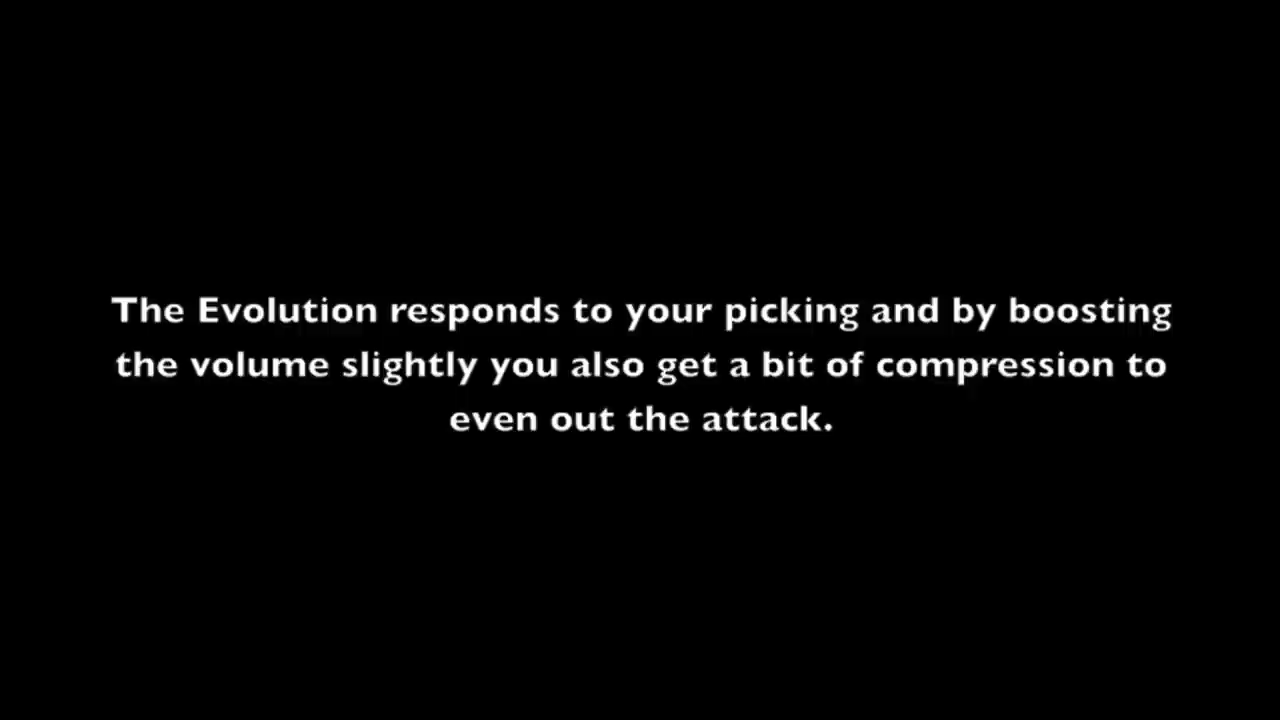 The Evolution responds to your picking and by boosting
the volume slightly you also get a bit of compression to
even out the attack.